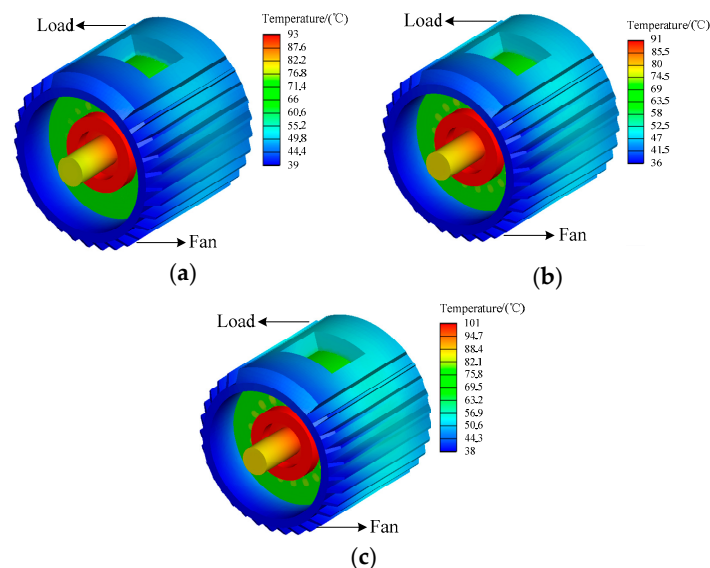 Temperature/(℃)
Load
93
87.6
82.2
76.8
71.4
66
60.6
55.2
49.8
44.4
39
Fan
(a)
Temperature/(℃)
Load
91
85.5
80
74.5
69
63.5
58
52.5
47
41.5
36
Fan
(b)
Temperature/(℃)
Load
101
94.7
88.4
82.1
75.8
69.5
63.2
56.9
50.6
44.3
38
Fan
(c)